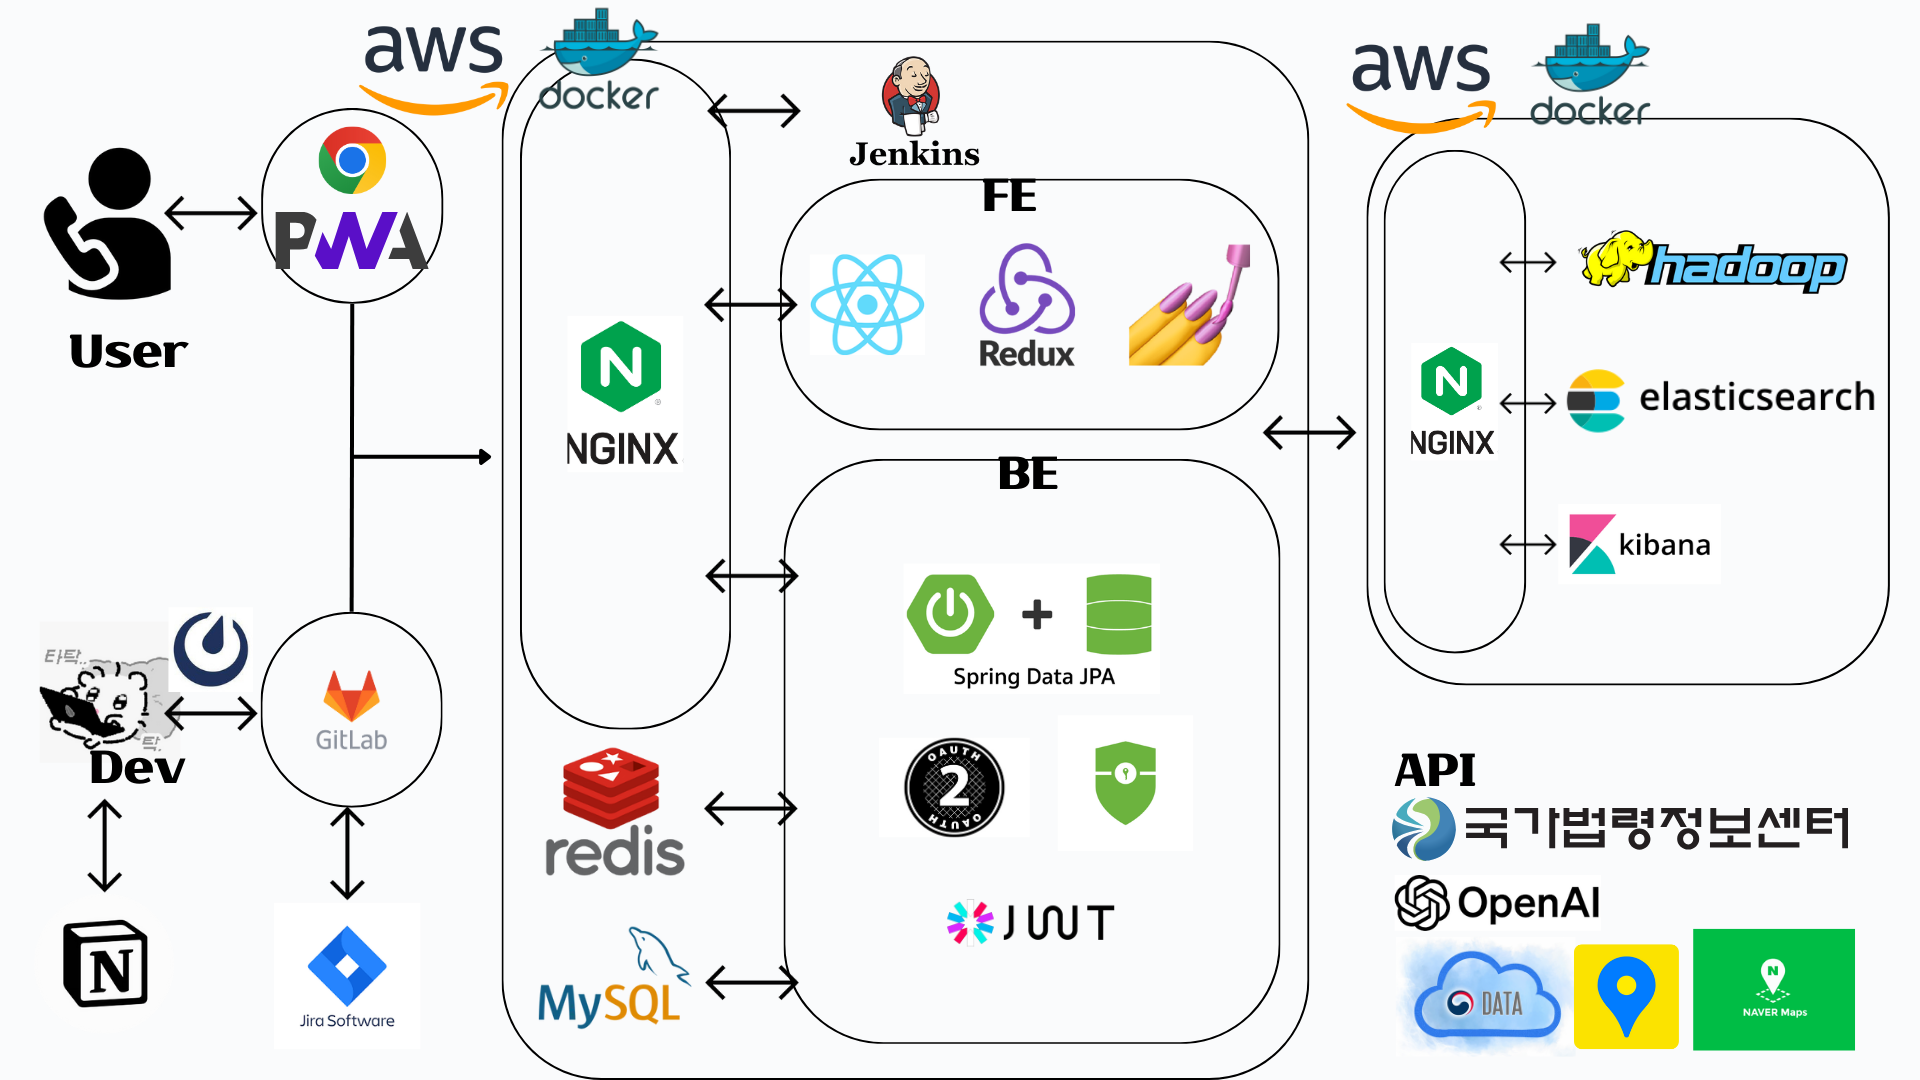 aws
docker
Jenkins
aws
docker
PWA
User
FE
Redux
NGINX
hadoop
elasticsearch
NGINX
kibana
BE
Spring Data JPA
타탁..
탁.
Dev
GitLab
OAUTH
2
OAUTH
redis
JWT
MySQL
N
Jira Software
API
국가법령정보센터
OpenAI
DATA
N
NAVER Maps